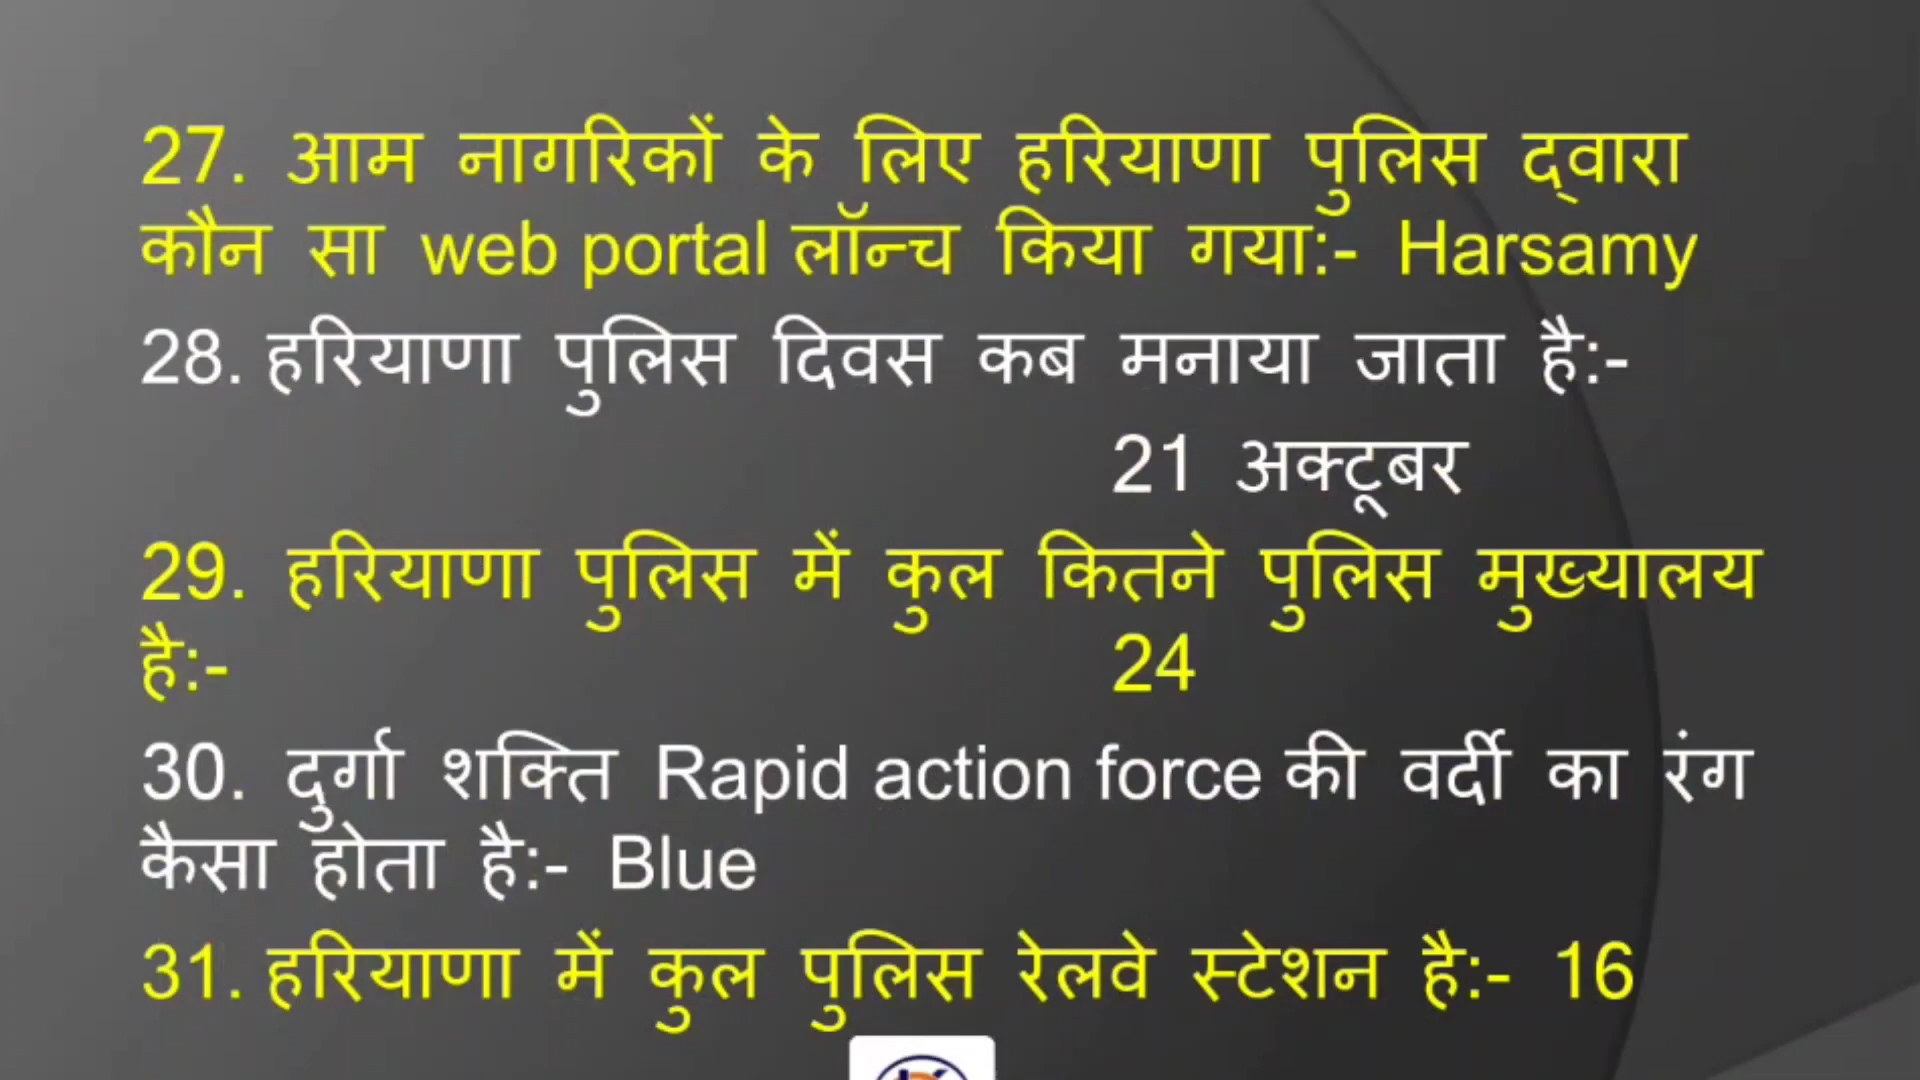 27. आम नागरिकों के लिए हरियाणा पुलिस द्वारा
कौन सा web portal लॉन्च किया गया:- Harsamy
28. हरियाणा पुलिस दिवस कब मनाया जाता है:-
21 अक्टूबर
29. हरियाणा पुलिस में कुल कितने पुलिस मुख्यालय
है:- 24
30. दुर्गा शक्ति Rapid action force की वर्दी का रंग
कैसा होता है:- Blue
31. हरियाणा में कुल पुलिस रेलवे स्टेशन है:- 16